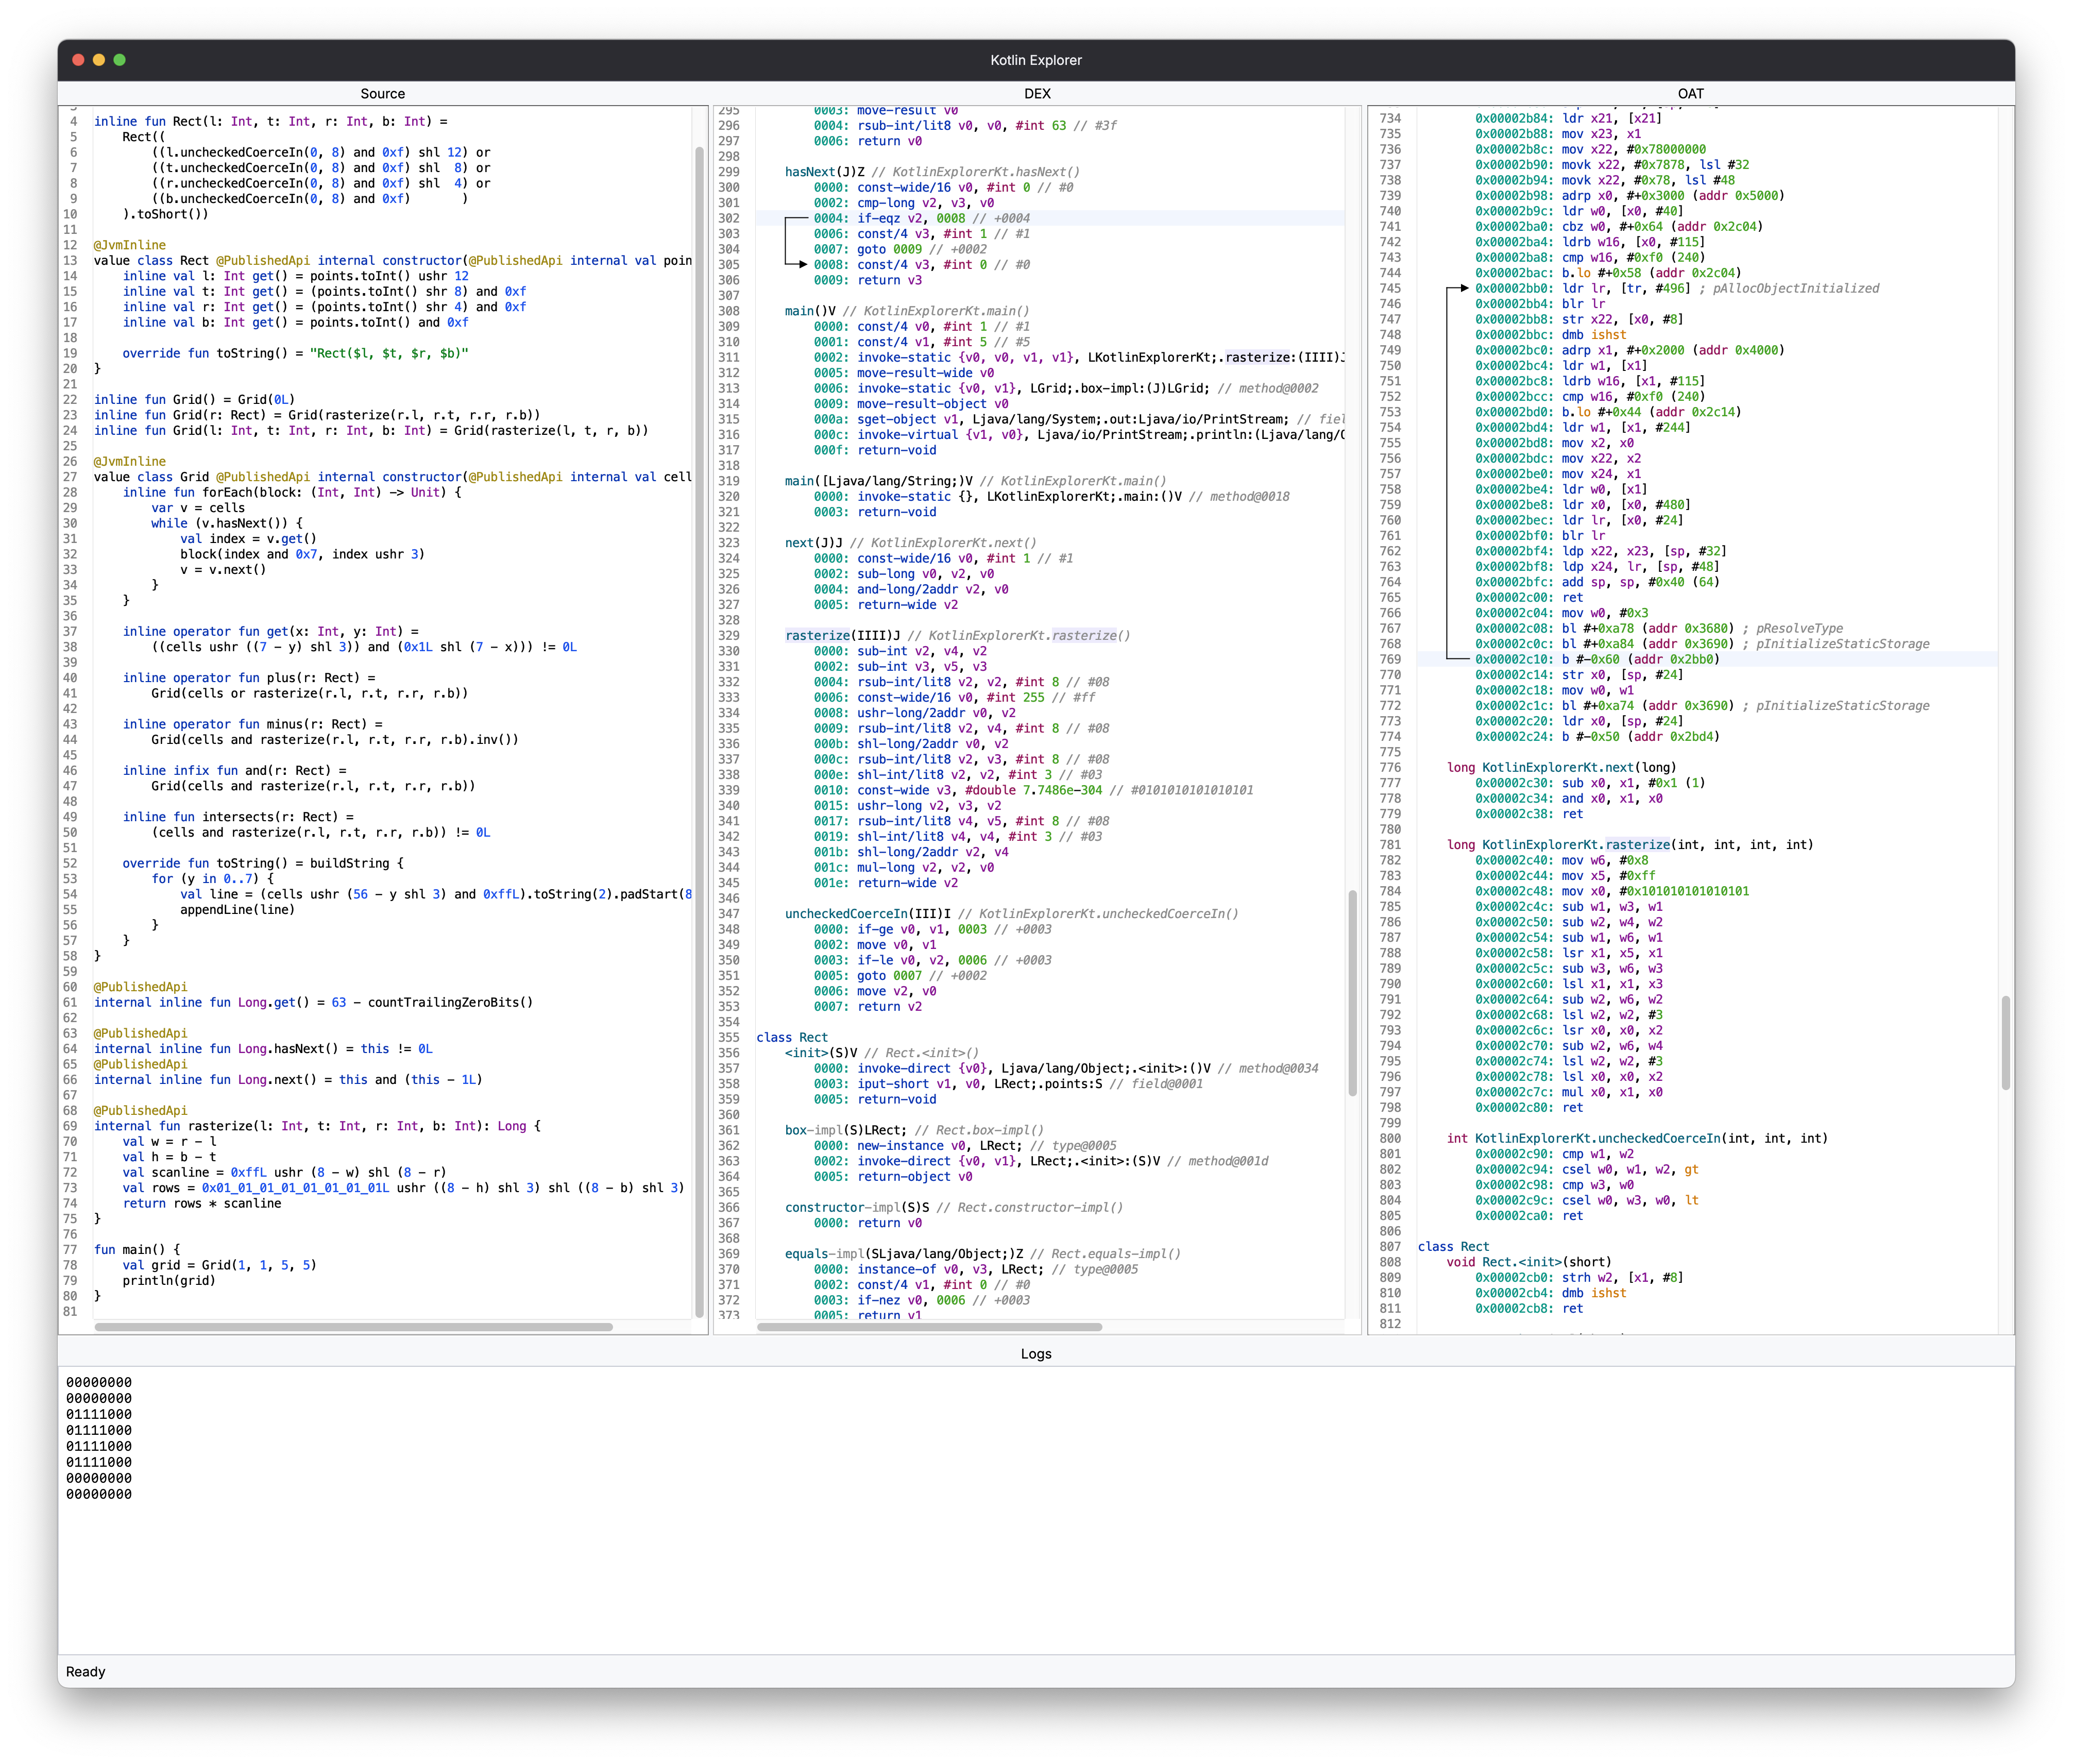 Kotlin Explorer
Source
3
4 inline fun Rect(l: Int, t: Int, r: Int, b: Int) =
5 Rect((
6 ((l.uncheckedCoerceIn(0, 8) and 0xf) shl 12) or
7 ((t.uncheckedCoerceIn(0, 8) and 0xf) shl  8) or
8 ((r.uncheckedCoerceIn(0, 8) and 0xf) shl  4) or
9 ((b.uncheckedCoerceIn(0, 8) and 0xf)       )
10 ).toShort())
11
12 @JvmInline
13 value class Rect @PublishedApi internal constructor(@PublishedApi internal val poin
14 inline val l: Int get() = points.toInt() ushr 12
15 inline val t: Int get() = (points.toInt() shr 8) and 0xf
16 inline val r: Int get() = (points.toInt() shr 4) and 0xf
17 inline val b: Int get() = points.toInt() and 0xf
18
19 override fun toString() = "Rect($l, $t, $r, $b)"
20 }
21
22 inline fun Grid() = Grid(0L)
23 inline fun Grid(r: Rect) = Grid(rasterize(r.l, r.t, r.r, r.b))
24 inline fun Grid(l: Int, t: Int, r: Int, b: Int) = Grid(rasterize(l, t, r, b))
25
26 @JvmInline
27 value class Grid @PublishedApi internal constructor(@PublishedApi internal val cell
28 inline fun forEach(block: (Int, Int) -> Unit) {
29 var v = cells
30 while (v.hasNext()) {
31 val index = v.get()
32 block(index and 0x7, index ushr 3)
33 v = v.next()
34 }
35 }
36
37 inline operator fun get(x: Int, y: Int) =
38 ((cells ushr ((7 - y) shl 3)) and (0x1L shl (7 - x))) != 0L
39
40 inline operator fun plus(r: Rect) =
41 Grid(cells or rasterize(r.l, r.t, r.r, r.b))
42
43 inline operator fun minus(r: Rect) =
44 Grid(cells and rasterize(r.l, r.t, r.r, r.b).inv())
45
46 inline infix fun and(r: Rect) =
47 Grid(cells and rasterize(r.l, r.t, r.r, r.b))
48
49 inline fun intersects(r: Rect) =
50 (cells and rasterize(r.l, r.t, r.r, r.b)) != 0L
51
52 override fun toString() = buildString {
53 for (y in 0..7) {
54 val line = (cells ushr (56 - y shl 3) and 0xffL).toString(2).padStart(8
55 appendLine(line)
56 }
57 }
58 }
59
60 @PublishedApi
61 internal inline fun Long.get() = 63 - countTrailingZeroBits()
62
63 @PublishedApi
64 internal inline fun Long.hasNext() = this != 0L
65 @PublishedApi
66 internal inline fun Long.next() = this and (this - 1L)
67
68 @PublishedApi
69 internal fun rasterize(l: Int, t: Int, r: Int, b: Int): Long {
70 val w = r - l
71 val h = b - t
72 val scanline = 0xffL ushr (8 - w) shl (8 - r)
73 val rows = 0x01_01_01_01_01_01_01_01L ushr ((8 - h) shl 3) shl ((8 - b) shl 3)
74 return rows * scanline
75 }
76
77 fun main() {
78 val grid = Grid(1, 1, 5, 5)
79 println(grid)
80 }
81
DEX
295 0003: move-result v0
296 0004: rsub-int/lit8 v0, v0, #int 63 // #3f
297 0006: return v0
298
299 hasNext(J)Z // KotlinExplorerKt.hasNext()
300 0000: const-wide/16 v0, #int 0 // #0
301 0002: cmp-long v2, v3, v0
302 0004: if-eqz v2, 0008 // +0004
303 0006: const/4 v3, #int 1 // #1
304 0007: goto 0009 // +0002
305 0008: const/4 v3, #int 0 // #0
306 0009: return v3
307
308 main()V // KotlinExplorerKt.main()
309 0000: const/4 v0, #int 1 // #1
310 0001: const/4 v1, #int 5 // #5
311 0002: invoke-static {v0, v0, v1, v1}, LKotlinExplorerKt;.rasterize:(IIII)J
312 0005: move-result-wide v0
313 0006: invoke-static {v0, v1}, LGrid;.box-impl:(J)LGrid; // method@0002
314 0009: move-result-object v0
315 000a: sget-object v1, Ljava/lang/System;.out:Ljava/io/PrintStream; // fiel
316 000c: invoke-virtual {v1, v0}, Ljava/io/PrintStream;.println:(Ljava/lang/O
317 000f: return-void
318
319 main([Ljava/lang/String;)V // KotlinExplorerKt.main()
320 0000: invoke-static {}, LKotlinExplorerKt;.main:()V // method@0018
321 0003: return-void
322
323 next(J)J // KotlinExplorerKt.next()
324 0000: const-wide/16 v0, #int 1 // #1
325 0002: sub-long v0, v2, v0
326 0004: and-long/2addr v2, v0
327 0005: return-wide v2
328
329 rasterize(IIII)J // KotlinExplorerKt.rasterize()
330 0000: sub-int v2, v4, v2
331 0002: sub-int v3, v5, v3
332 0004: rsub-int/lit8 v2, v2, #int 8 // #08
333 0006: const-wide/16 v0, #int 255 // #ff
334 0008: ushr-long/2addr v0, v2
335 0009: rsub-int/lit8 v2, v4, #int 8 // #08
336 000b: shl-long/2addr v0, v2
337 000c: rsub-int/lit8 v2, v3, #int 8 // #08
338 000e: shl-int/lit8 v2, v2, #int 3 // #03
339 0010: const-wide v3, #double 7.7486e-304 // #0101010101010101
340 0015: ushr-long v2, v3, v2
341 0017: rsub-int/lit8 v4, v5, #int 8 // #08
342 0019: shl-int/lit8 v4, v4, #int 3 // #03
343 001b: shl-long/2addr v2, v4
344 001c: mul-long v2, v2, v0
345 001e: return-wide v2
346
347 uncheckedCoerceIn(III)I // KotlinExplorerKt.uncheckedCoerceIn()
348 0000: if-ge v0, v1, 0003 // +0003
349 0002: move v0, v1
350 0003: if-le v0, v2, 0006 // +0003
351 0005: goto 0007 // +0002
352 0006: move v2, v0
353 0007: return v2
354
355 class Rect
356 <init>(S)V // Rect.<init>()
357 0000: invoke-direct {v0}, Ljava/lang/Object;.<init>:()V // method@0034
358 0003: iput-short v1, v0, LRect;.points:S // field@0001
359 0005: return-void
360
361 box-impl(S)LRect; // Rect.box-impl()
362 0000: new-instance v0, LRect; // type@0005
363 0002: invoke-direct {v0, v1}, LRect;.<init>:(S)V // method@001d
364 0005: return-object v0
365
366 constructor-impl(S)S // Rect.constructor-impl()
367 0000: return v0
368
369 equals-impl(SLjava/lang/Object;)Z // Rect.equals-impl()
370 0000: instance-of v0, v3, LRect; // type@0005
371 0002: const/4 v1, #int 0 // #0
372 0003: if-nez v0, 0006 // +0003
373 0005: return v1
OAT
734 0x00002b84: ldr x21, [x21]
735 0x00002b88: mov x23, x1
736 0x00002b8c: mov x22, #0x78000000
737 0x00002b90: movk x22, #0x7878, lsl #32
738 0x00002b94: movk x22, #0x78, lsl #48
739 0x00002b98: adrp x0, #+0x3000 (addr 0x5000)
740 0x00002b9c: ldr w0, [x0, #40]
741 0x00002ba0: cbz w0, #+0x64 (addr 0x2c04)
742 0x00002ba4: ldrb w16, [x0, #115]
743 0x00002ba8: cmp w16, #0xf0 (240)
744 0x00002bac: b.lo #+0x58 (addr 0x2c04)
745 0x00002bb0: ldr lr, [tr, #496] ; pAllocObjectInitialized
746 0x00002bb4: blr lr
747 0x00002bb8: str x22, [x0, #8]
748 0x00002bbc: dmb ishst
749 0x00002bc0: adrp x1, #+0x2000 (addr 0x4000)
750 0x00002bc4: ldr w1, [x1]
751 0x00002bc8: ldrb w16, [x1, #115]
752 0x00002bcc: cmp w16, #0xf0 (240)
753 0x00002bd0: b.lo #+0x44 (addr 0x2c14)
754 0x00002bd4: ldr w1, [x1, #244]
755 0x00002bd8: mov x2, x0
756 0x00002bdc: mov x22, x2
757 0x00002be0: mov x24, x1
758 0x00002be4: ldr w0, [x1]
759 0x00002be8: ldr x0, [x0, #480]
760 0x00002bec: ldr lr, [x0, #24]
761 0x00002bf0: blr lr
762 0x00002bf4: ldp x22, x23, [sp, #32]
763 0x00002bf8: ldp x24, lr, [sp, #48]
764 0x00002bfc: add sp, sp, #0x40 (64)
765 0x00002c00: ret
766 0x00002c04: mov w0, #0x3
767 0x00002c08: bl #+0xa78 (addr 0x3680) ; pResolveType
768 0x00002c0c: bl #+0xa84 (addr 0x3690) ; pInitializeStaticStorage
769 0x00002c10: b #-0x60 (addr 0x2bb0)
770 0x00002c14: str x0, [sp, #24]
771 0x00002c18: mov w0, w1
772 0x00002c1c: bl #+0xa74 (addr 0x3690) ; pInitializeStaticStorage
773 0x00002c20: ldr x0, [sp, #24]
774 0x00002c24: b #-0x50 (addr 0x2bd4)
775
776 long KotlinExplorerKt.next(long)
777 0x00002c30: sub x0, x1, #0x1 (1)
778 0x00002c34: and x0, x1, x0
779 0x00002c38: ret
780
781 long KotlinExplorerKt.rasterize(int, int, int, int)
782 0x00002c40: mov w6, #0x8
783 0x00002c44: mov x5, #0xff
784 0x00002c48: mov x0, #0x101010101010101
785 0x00002c4c: sub w1, w3, w1
786 0x00002c50: sub w2, w4, w2
787 0x00002c54: sub w1, w6, w1
788 0x00002c58: lsr x1, x5, x1
789 0x00002c5c: sub w3, w6, w3
790 0x00002c60: lsl x1, x1, x3
791 0x00002c64: sub w2, w6, w2
792 0x00002c68: lsl w2, w2, #3
793 0x00002c6c: lsr x0, x0, x2
794 0x00002c70: sub w2, w6, w4
795 0x00002c74: lsl w2, w2, #3
796 0x00002c78: lsl x0, x0, x2
797 0x00002c7c: mul x0, x1, x0
798 0x00002c80: ret
799
800 int KotlinExplorerKt.uncheckedCoerceIn(int, int, int)
801 0x00002c90: cmp w1, w2
802 0x00002c94: csel w0, w1, w2, gt
803 0x00002c98: cmp w3, w0
804 0x00002c9c: csel w0, w3, w0, lt
805 0x00002ca0: ret
806
807 class Rect
808 void Rect.<init>(short)
809 0x00002cb0: strh w2, [x1, #8]
810 0x00002cb4: dmb ishst
811 0x00002cb8: ret
812
Logs
00000000
00000000
01111000
01111000
01111000
01111000
00000000
00000000
Ready